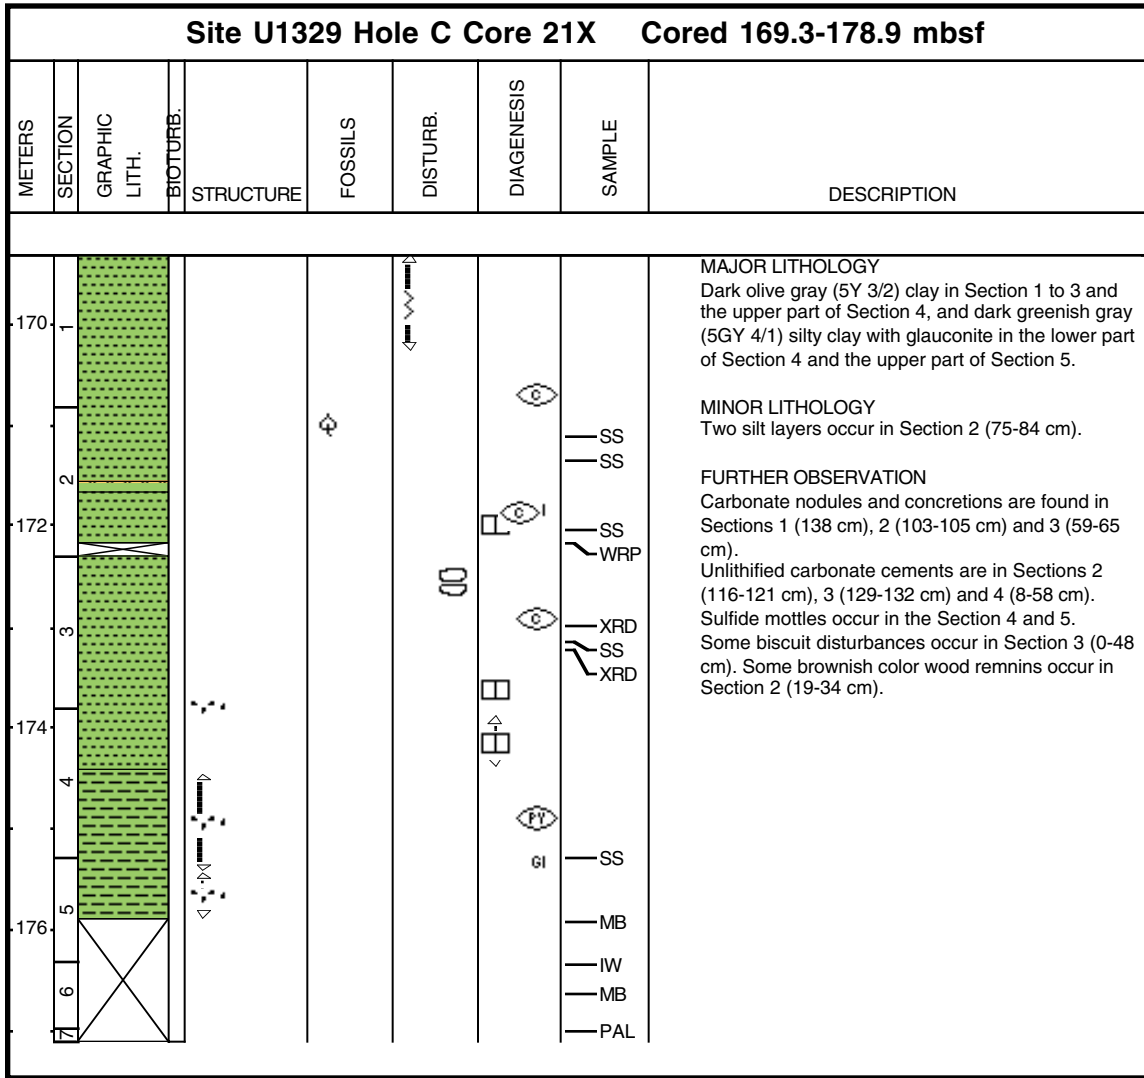 Site U1329 Hole C Core 21X Cored 169.3-178.9 mbsf
METERS
SECTION
GRAPHIC
LITH.
BIOTURB.
STRUCTURE
FOSSILS
DISTURB.
DIAGENESIS
SAMPLE
DESCRIPTION
170
172
174
176
1
2
3
4
5
6
7
C
C I
C
PY
Gl
SS
SS
SS
WRP
XRD
SS
XRD
SS
MB
IW
MB
PAL
MAJOR LITHOLOGY
Dark olive gray (5Y 3/2) clay in Section 1 to 3 and
the upper part of Section 4, and dark greenish gray
(5GY 4/1) silty clay with glauconite in the lower part
of Section 4 and the upper part of Section 5.
MINOR LITHOLOGY
Two silt layers occur in Section 2 (75-84 cm).
FURTHER OBSERVATION
Carbonate nodules and concretions are found in
Sections 1 (138 cm), 2 (103-105 cm) and 3 (59-65
cm).
Unlithified carbonate cements are in Sections 2
(116-121 cm), 3 (129-132 cm) and 4 (8-58 cm).
Sulfide mottles occur in the Section 4 and 5.
Some biscuit disturbances occur in Section 3 (0-48
cm). Some brownish color wood remnins occur in
Section 2 (19-34 cm).